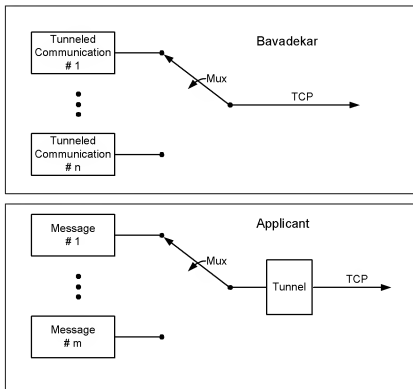 Bavadekar
Tunneled
Communication
# 1
Mux
TCP
Tunneled
Communication
# n
Applicant
Message
# 1
Mux
Tunnel
TCP
Message
# m